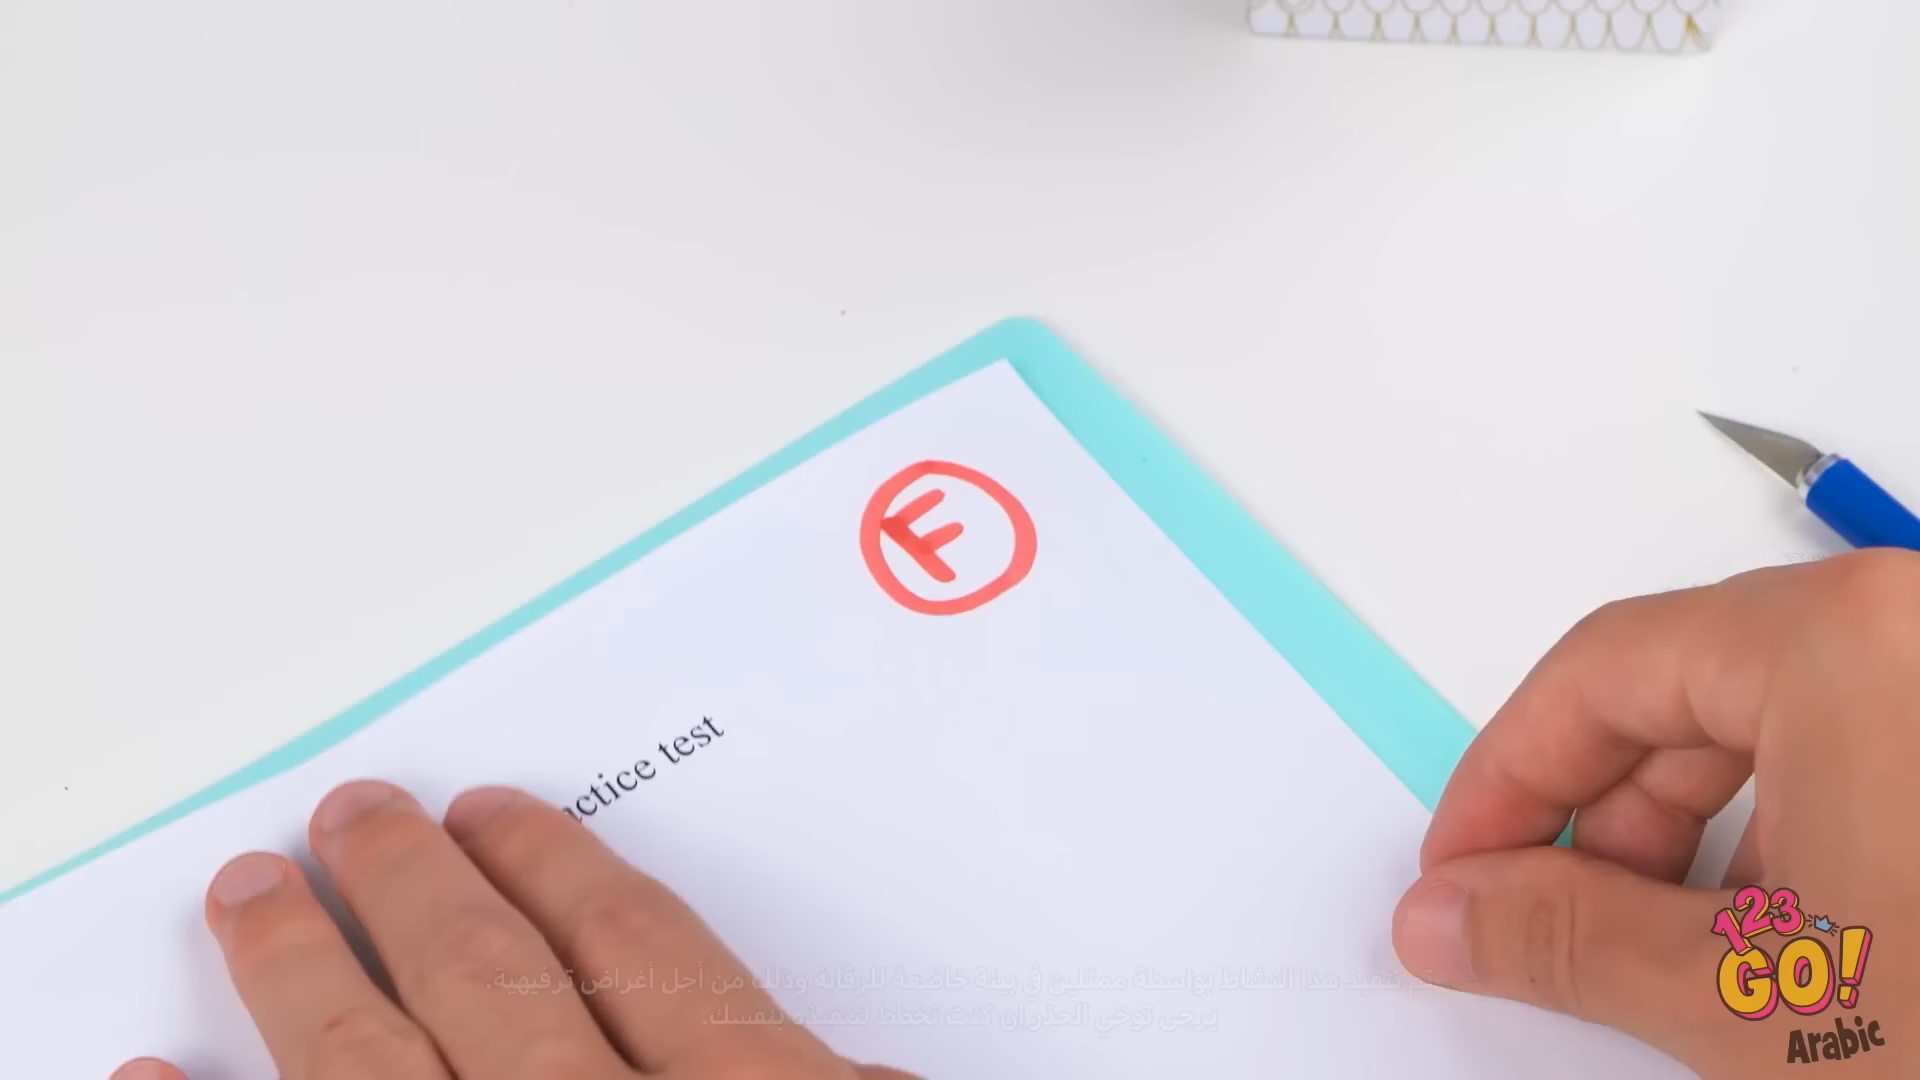 F
actice test
تم تنفيذ هذا النشاط بواسطة ممثلين في بيئة خاضعة للرقابة وذلك من أجل أغراض ترفيهية.
يرجى توخي الحذر إن كنت تخطط لتنفيذه بنفسك.
123
GO!
Arabic